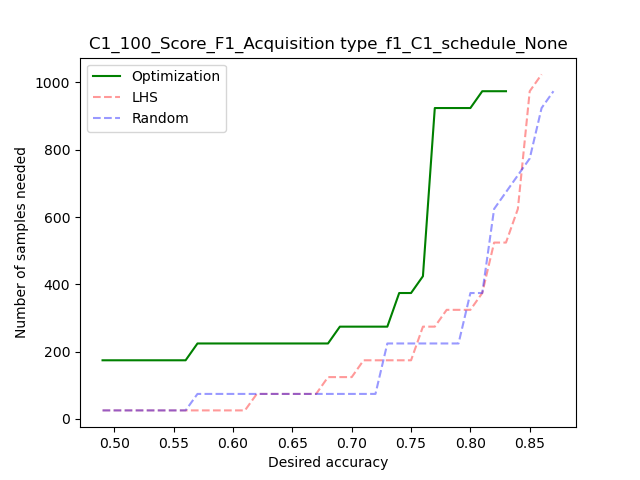 C1_100_Score_F1_Acquisition type_f1_C1_schedule_None
Optimization
LHS
Random
Number of samples needed
1000
800
600
400
200
0
0.50 0.55 0.60 0.65 0.70 0.75 0.80 0.85
Desired accuracy